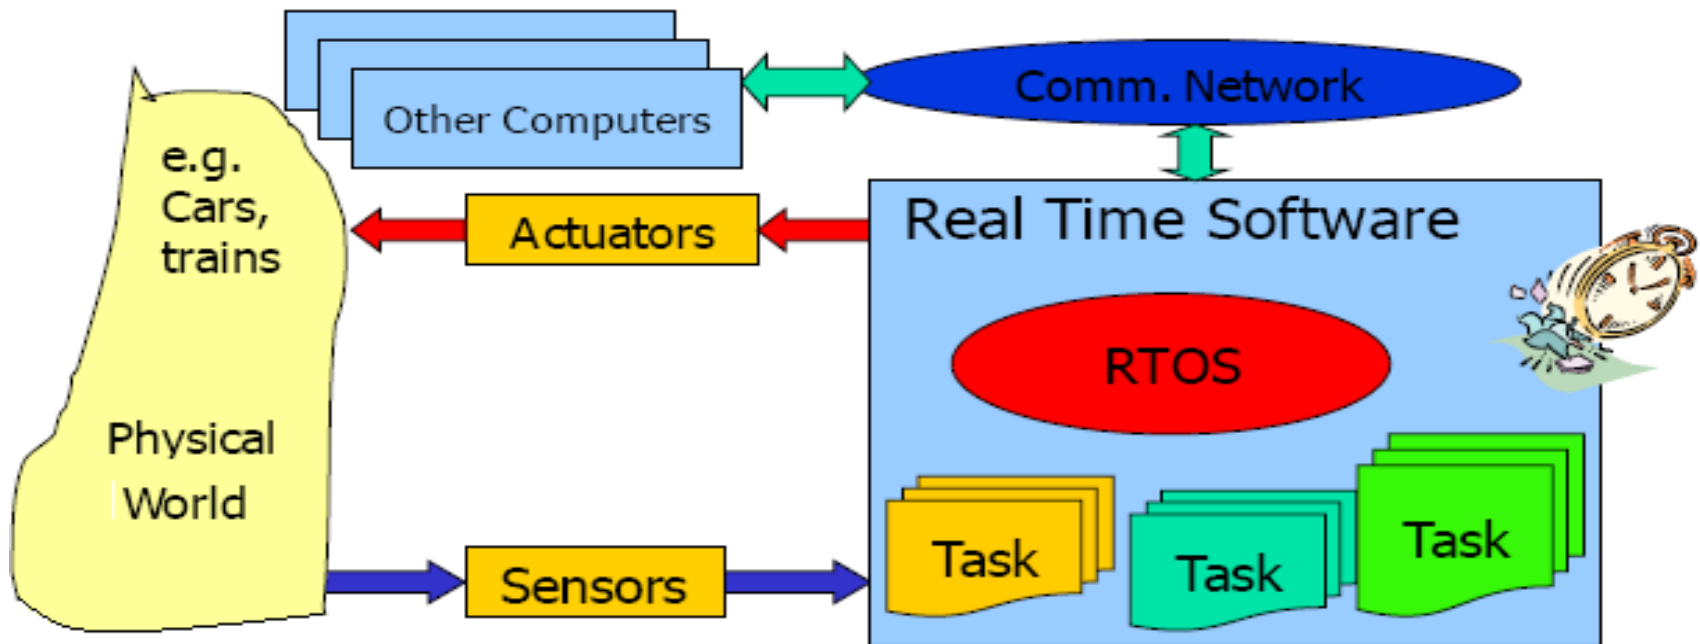 Other Computers
Comm. Network
e.g.
Cars,
trains
Actuators
Real Time Software
RTOS
Physical
World
Sensors
Task
Task
Task